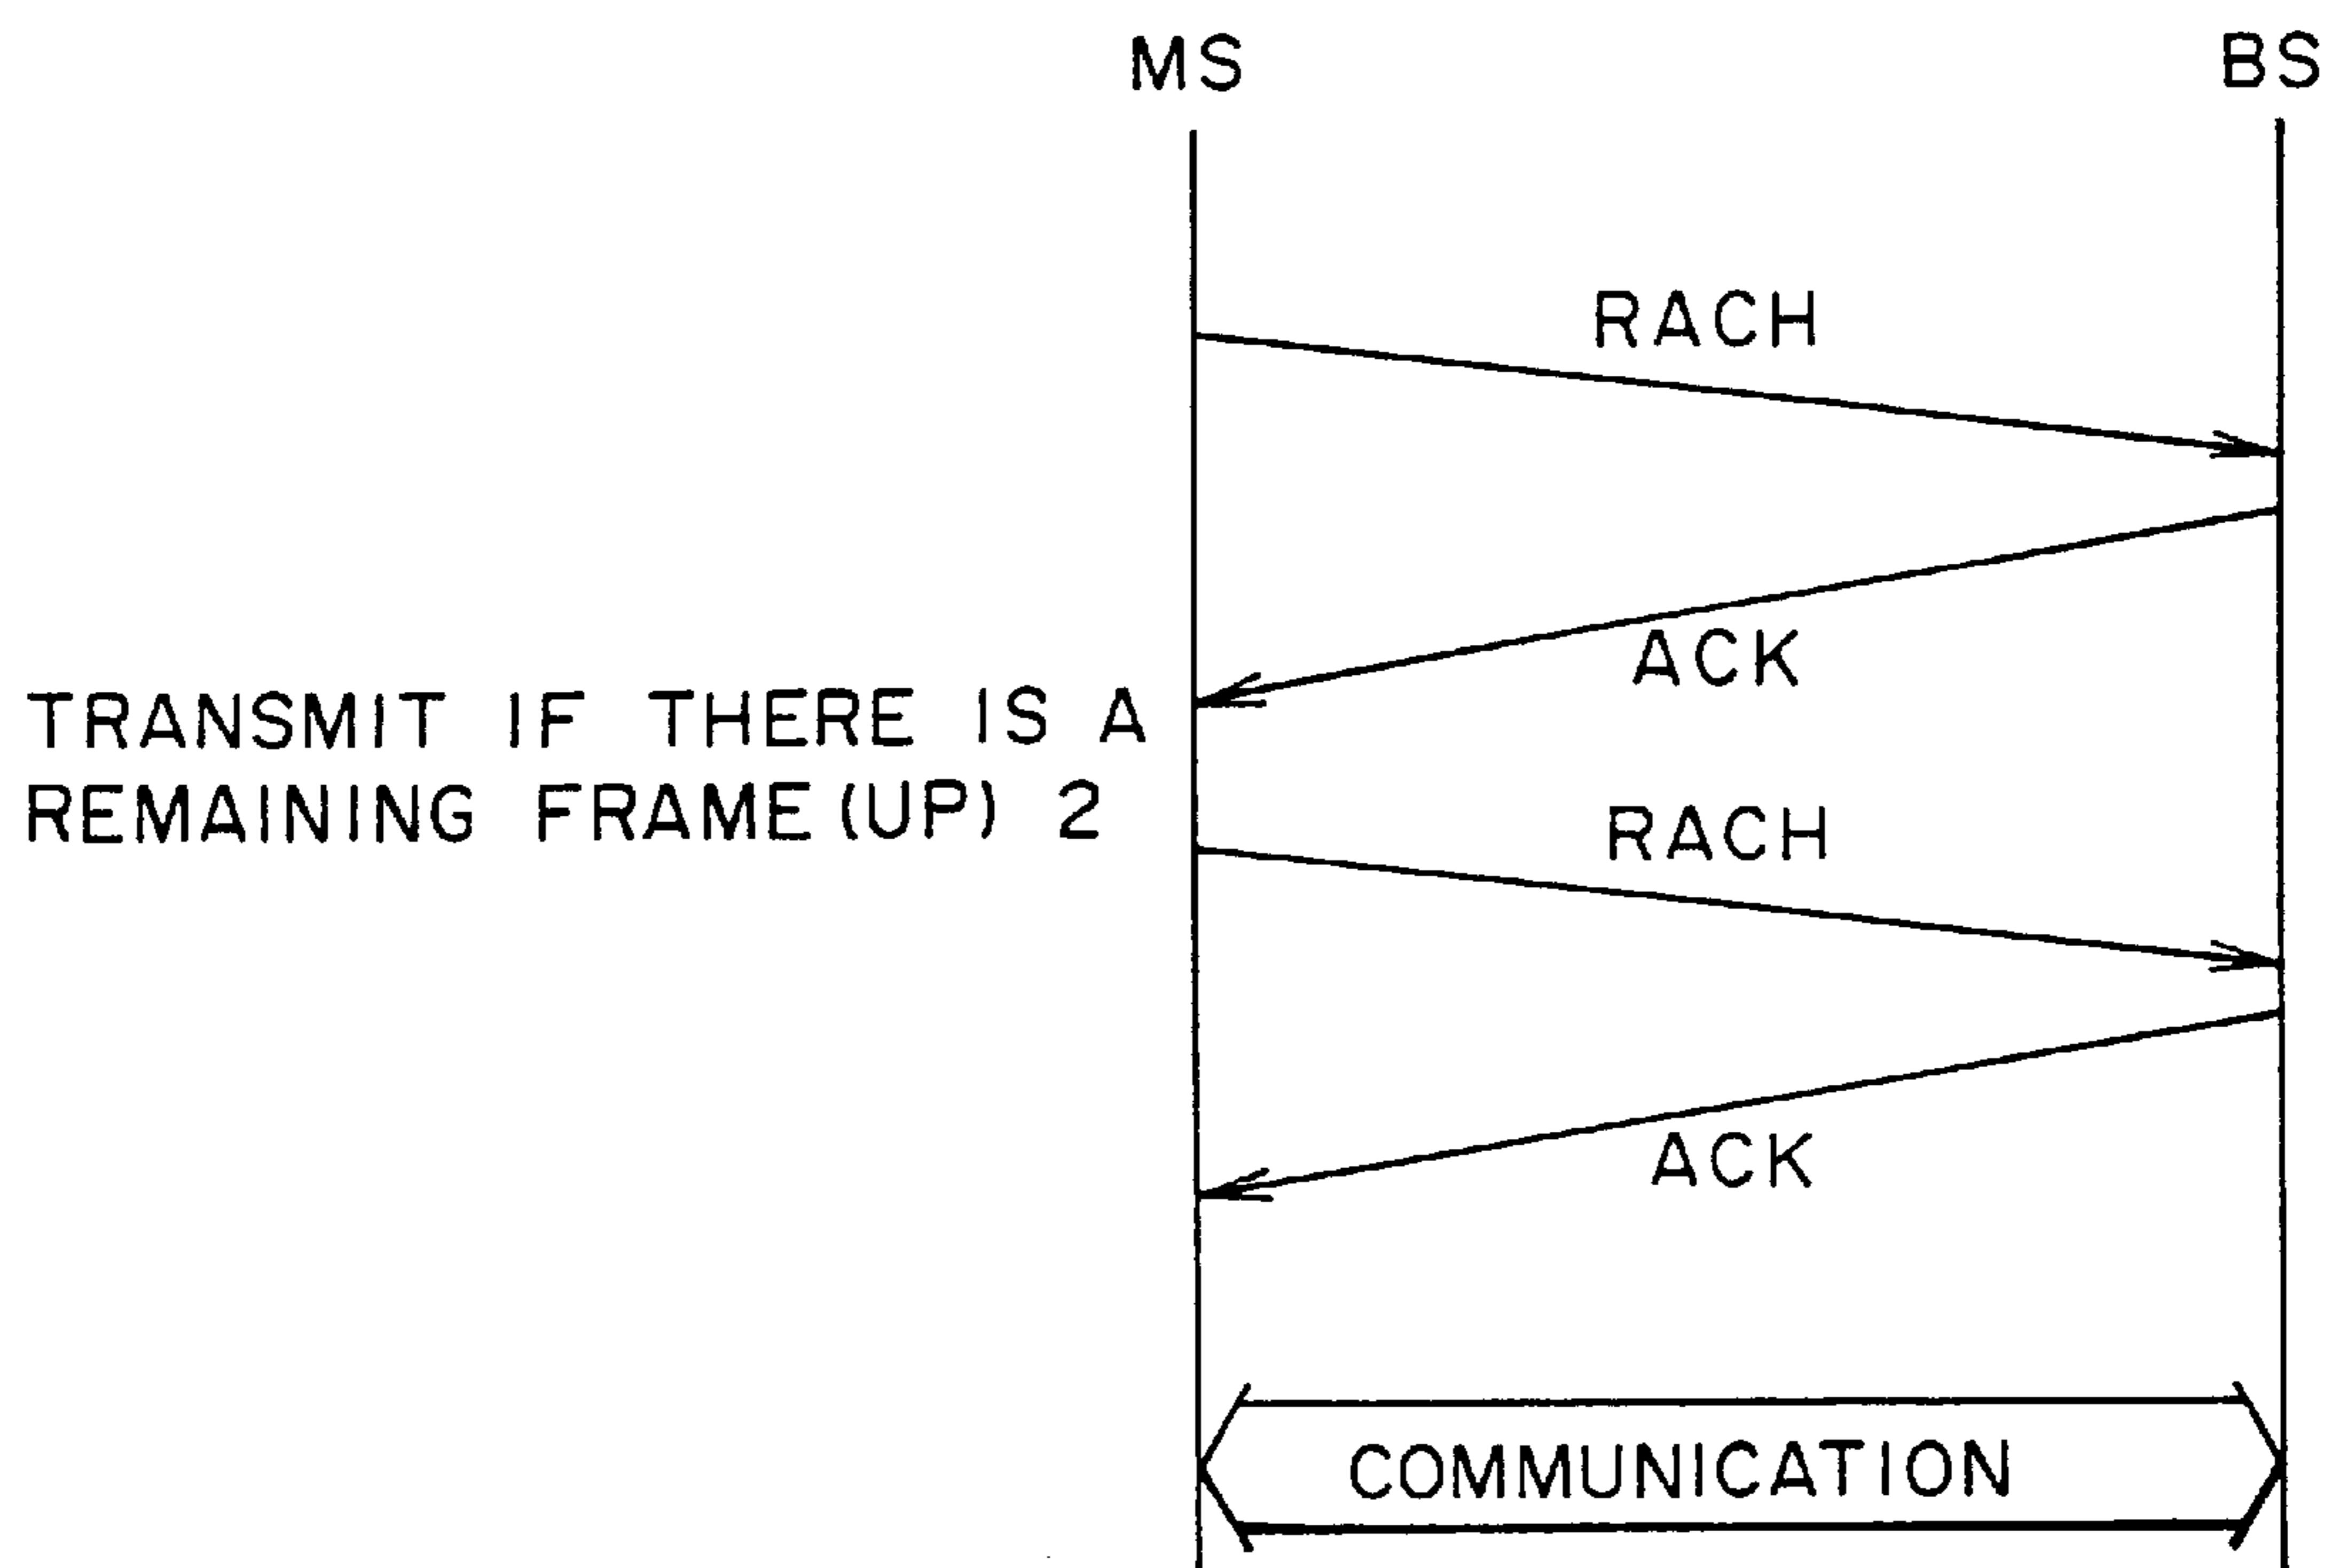 MS
BS
RACH
ACK
TRANSMIT IF THERE IS A
REMAINING FRAME(UP) 2
RACH
ACK
COMMUNICATION